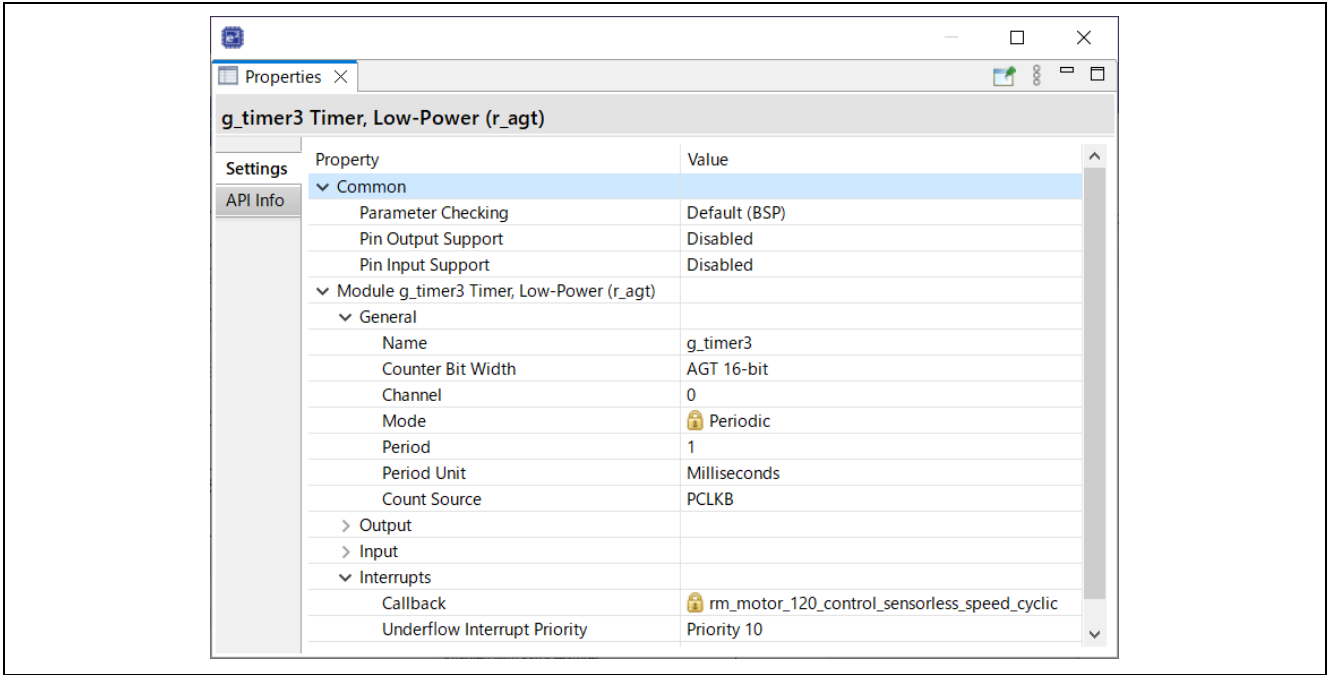 Properties
g_timer3 Timer, Low-Power (r_agt)
Settings
API Info
Property Value
Common
Parameter Checking Default (BSP)
Pin Output Support Disabled
Pin Input Support Disabled
Module g_timer3 Timer, Low-Power (r_agt)
General
Name g_timer3
Counter Bit Width AGT 16-bit
Channel 0
Mode Periodic
Period 1
Period Unit Milliseconds
Count Source PCLKB
Output
Input
Interrupts
Callback rm_motor_120_control_sensorless_speed_cyclic
Underflow Interrupt Priority Priority 10